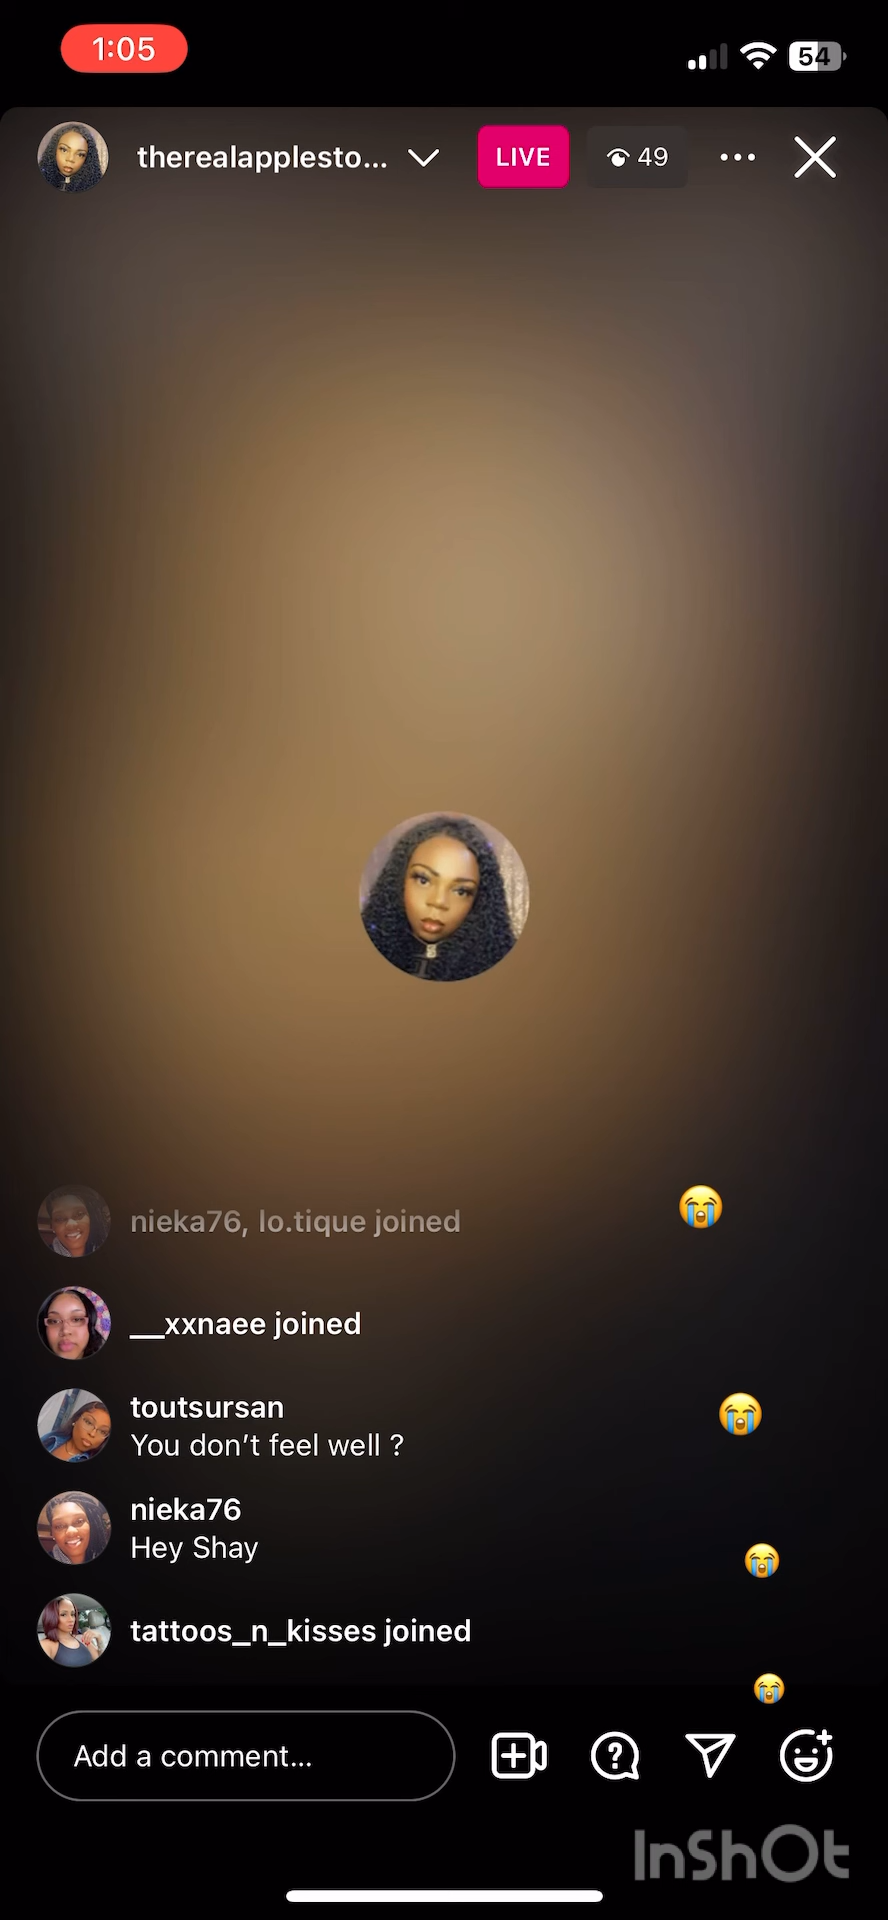 1:05
54
therealapplesto...
LIVE
49
nieka76, lo.tique joined
__xxnaee joined
toutsursan
You don’t feel well ?
nieka76
Hey Shay
tattoos_n_kisses joined
Add a comment...
InShOt